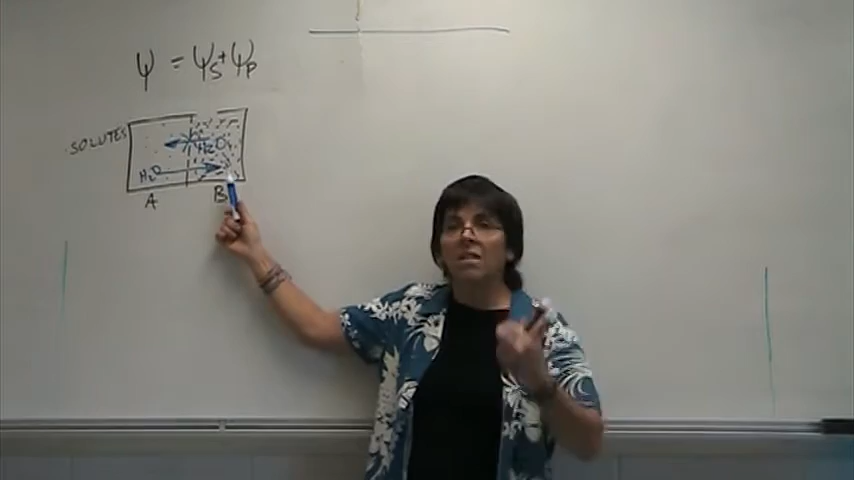 Ψ = Ψs + Ψp
SOLUTES
H2O
H2O
A B